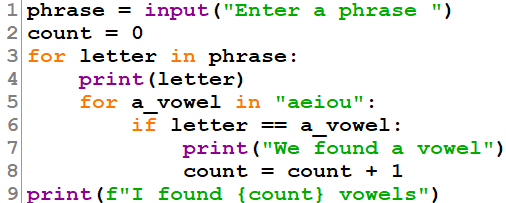 1 phrase = input("Enter a phrase ")
2 count = 0
3 for letter in phrase:
4     print(letter)
5     for a_vowel in "aeiou":
6         if letter == a_vowel:
7             print("We found a vowel")
8             count = count + 1
9 print(f"I found {count} vowels")